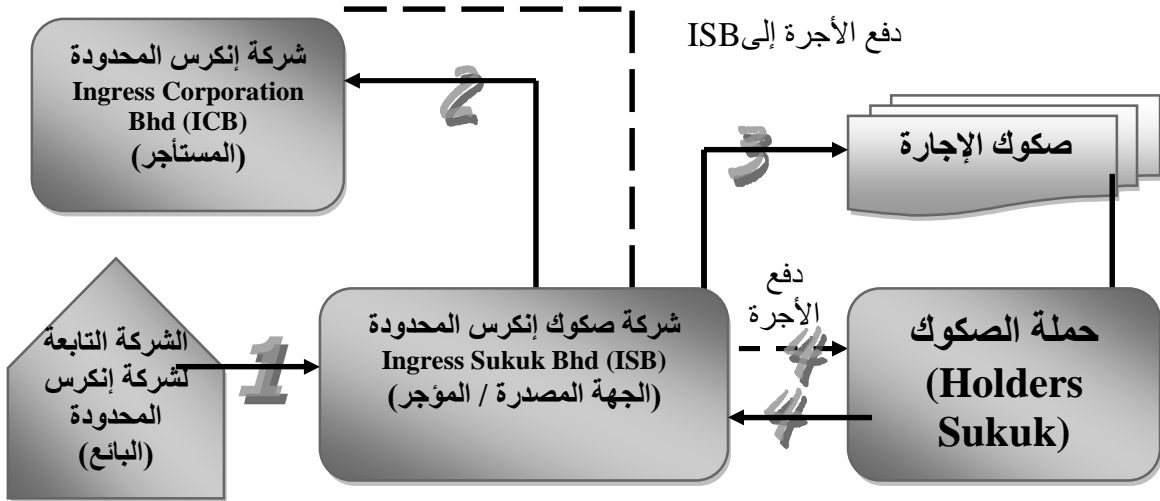 شركة إنكرس المحدودة
Ingress Corporation
Bhd (ICB)
(المستأجر)
دفع الأجرة إلىISB
2
3
صكوك الإجارة
الشركة التابعة
لشركة إنكرس
المحدودة
(البائع)
1
شركة صكوك إنكرس المحدودة
Ingress Sukuk Bhd (ISB)
(الجهة المصدرة / المؤجر)
دفع
الأجرة
4
4
حملة الصكوك
(Holders
Sukuk)